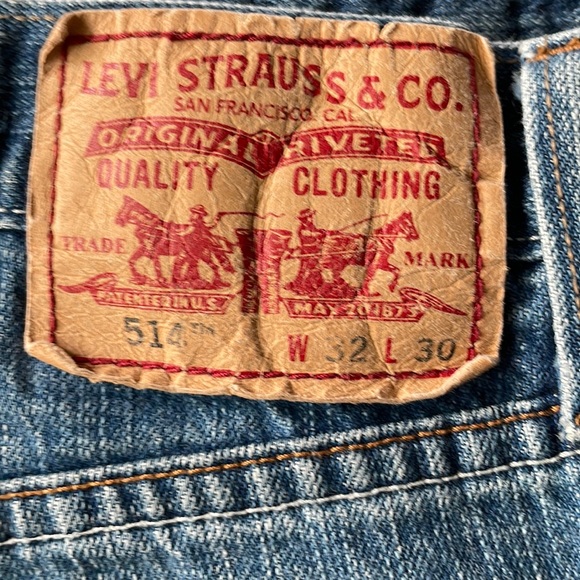 LEVI STRAUSS & CO.
SAN FRANCISCO, CAL.
ORIGINAL RIVETED
QUALITY CLOTHING
TRADE MARK
PATENTED IN U.S. MAY 20 1873
514™ W 32 L 30